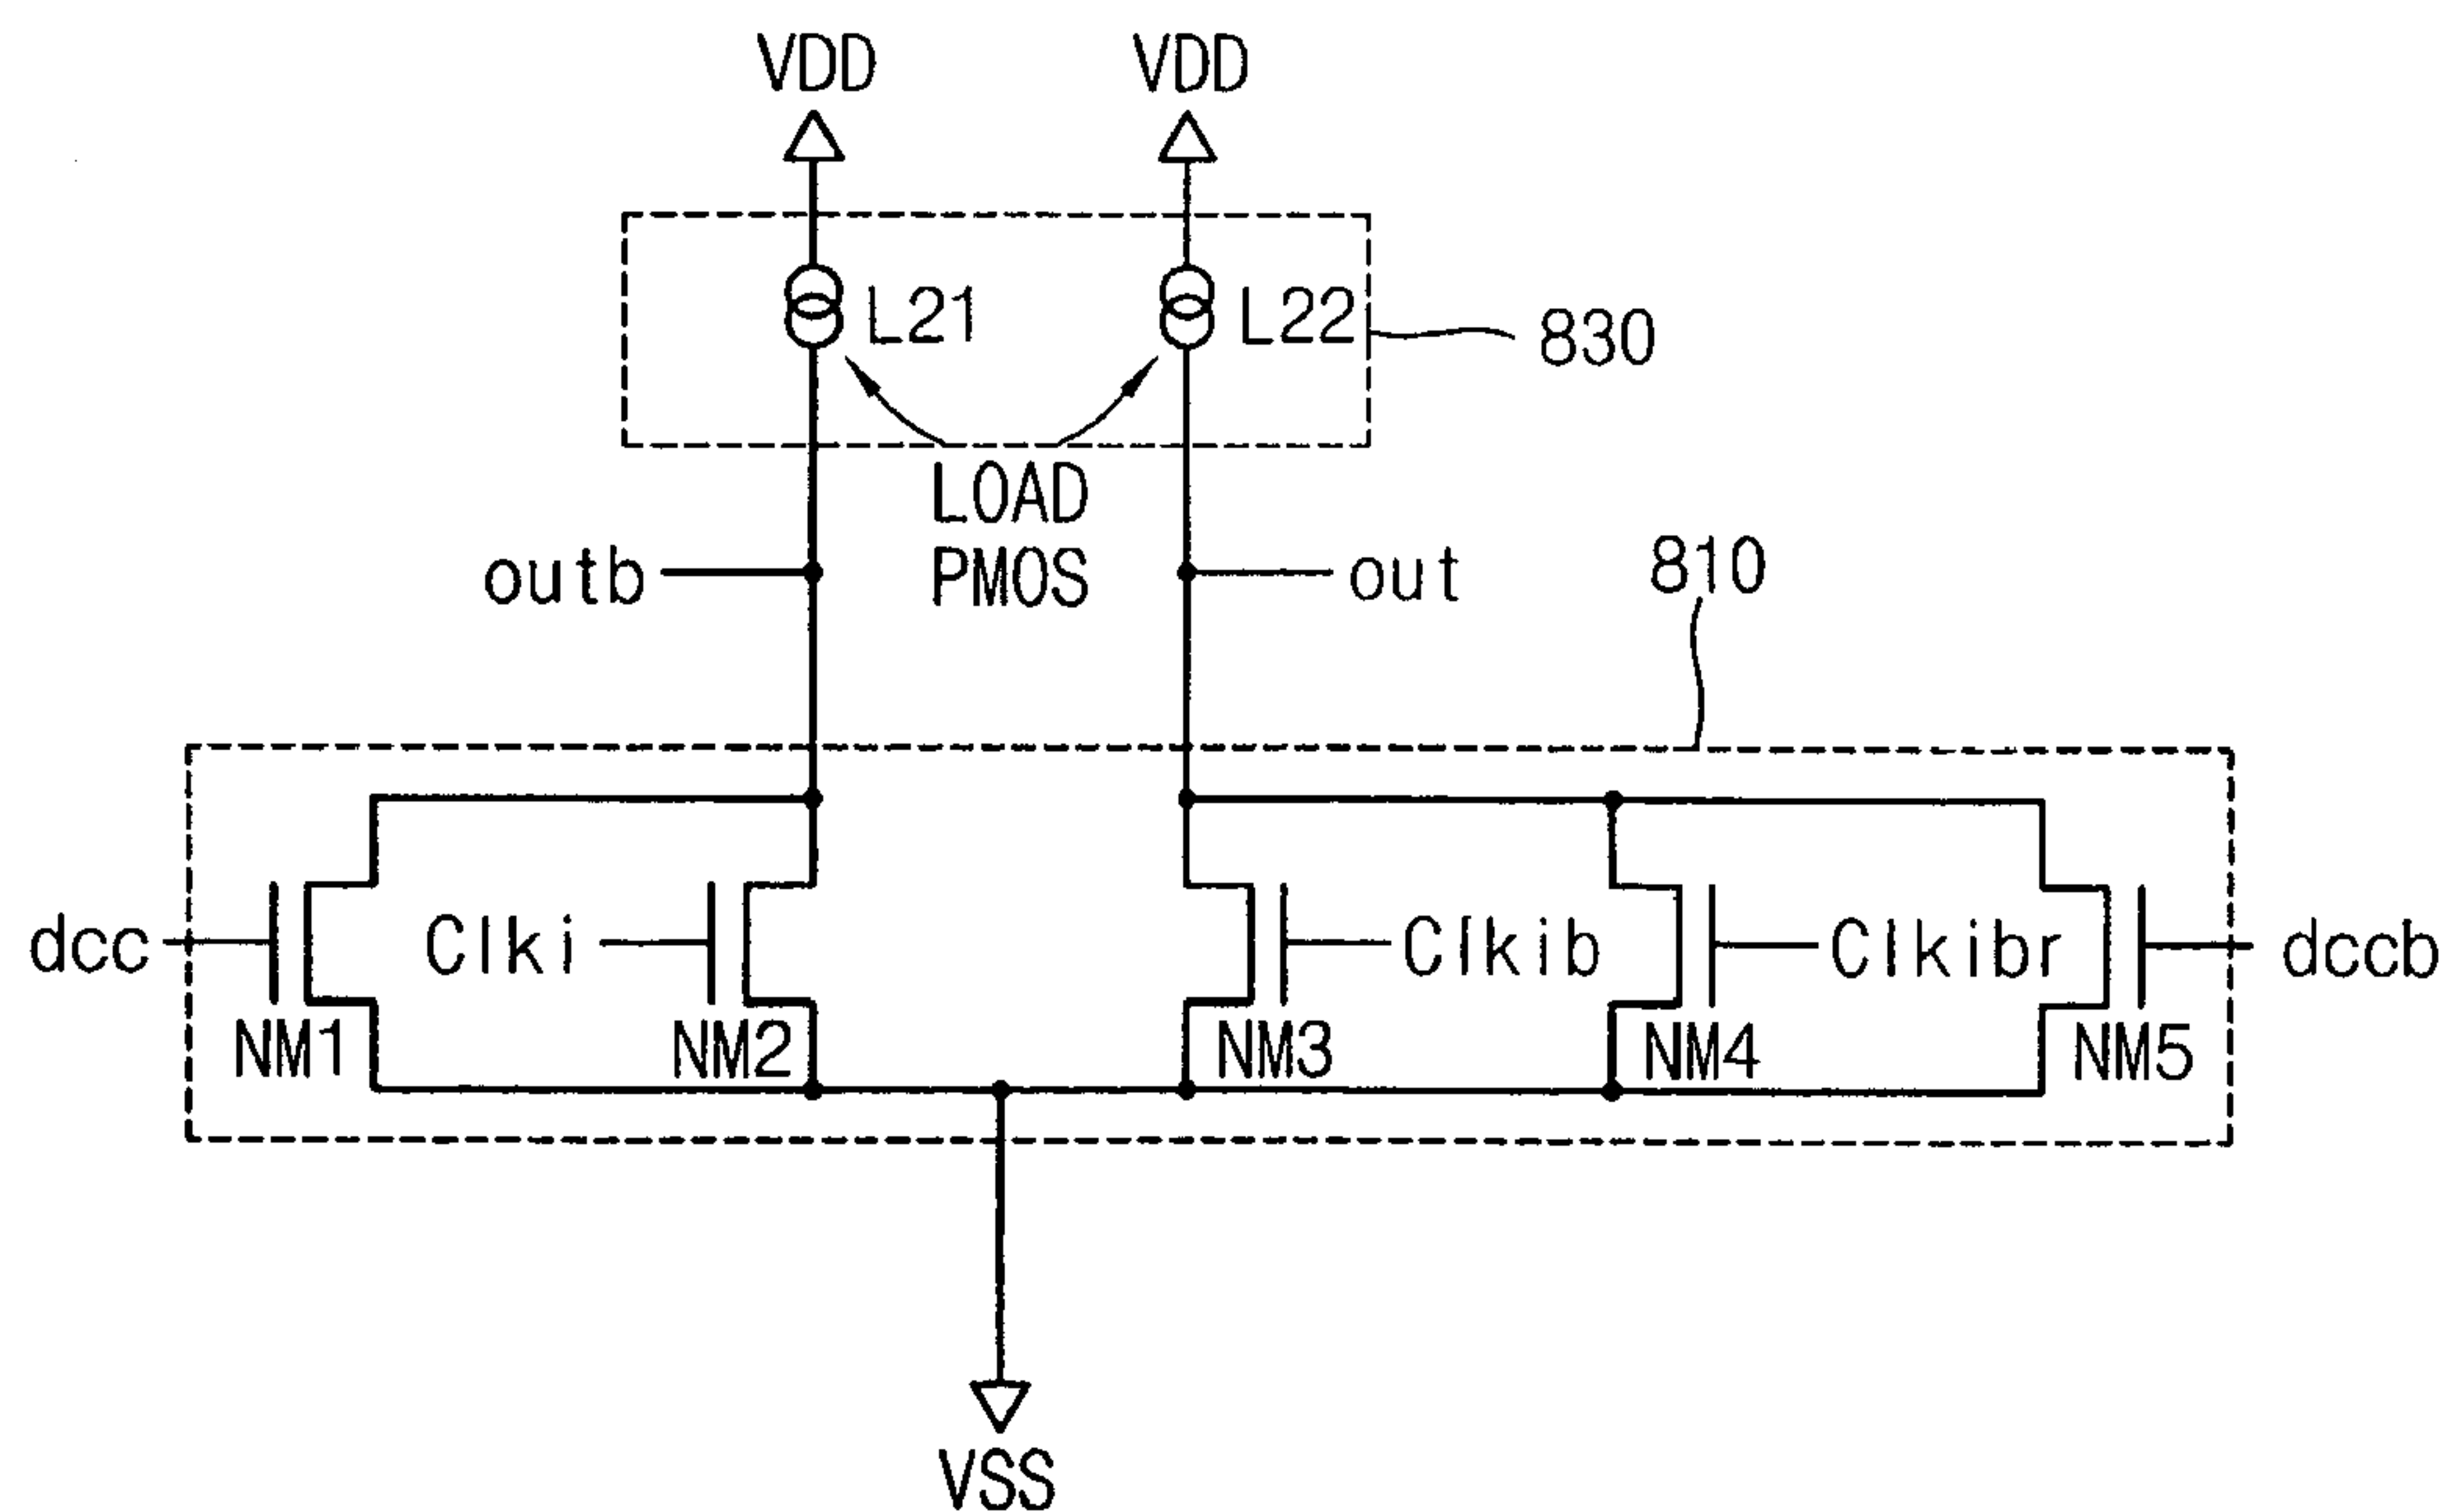 VDD
VDD
L21
L22
830
LOAD
PMOS
outb
out
810
dcc
Clki
Clkib
Clkibr
dccb
NM1
NM2
NM3
NM4
NM5
VSS